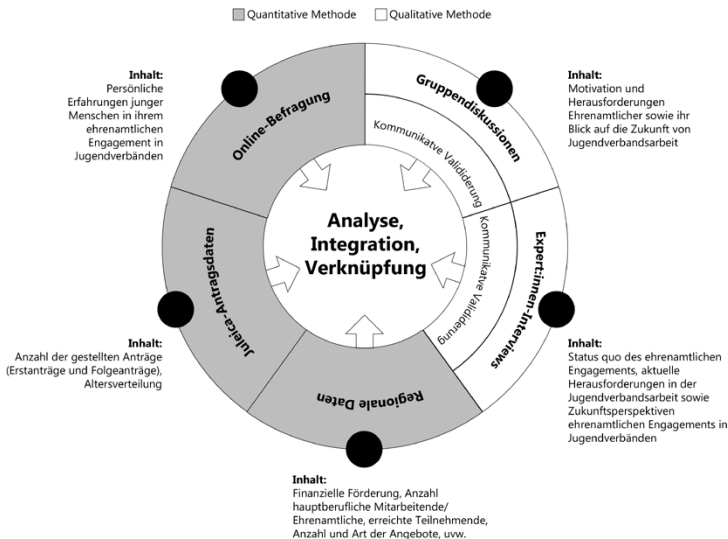 Quantitative Methode
Qualitative Methode
Inhalt:
Persönliche
Erfahrungen junger
Menschen in ihrem
ehrenamtlichen
Engagement in
Jugendverbänden
Online-Befragung
Gruppendiskussionen
Kommunikatve Valididerung
Inhalt:
Motivation und
Herausforderungen
Ehrenamtlicher sowie ihr
Blick auf die Zukunft von
Jugendverbandsarbeit
Analyse,
Integration,
Verknüpfung
Juleica-Antragsdaten
Kommunikatve Validerung
Expert:innen-Interviews
Inhalt:
Anzahl der gestellten Anträge
(Erstanträge und Folgeanträge),
Altersverteilung
Regionale Daten
Inhalt:
Status quo des ehrenamtlichen
Engagements, aktuelle
Herausforderungen in der
Jugendverbandsarbeit sowie
Zukunftsperspektiven
ehrenamtlichen Engagements in
Jugendverbänden
Inhalt:
Finanzielle Förderung, Anzahl
hauptberufliche Mitarbeitende/
Ehrenamtliche, erreichte Teilnehmende,
Anzahl und Art der Angebote, uvw.